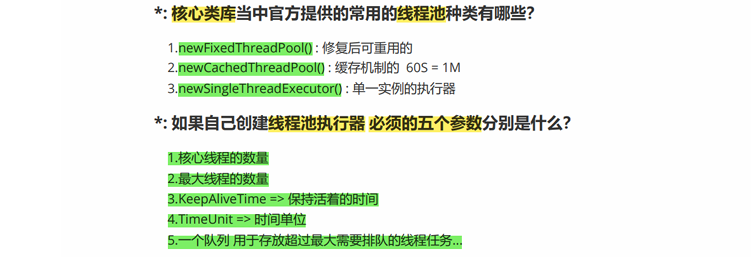 *: 核心类库当中官方提供的常用的线程池种类有哪些?
1.newFixedThreadPool() : 修复后可重用的
2.newCachedThreadPool() : 缓存机制的 60S = 1M
3.newSingleThreadExecutor() : 单一实例的执行器
*: 如果自己创建线程池执行器 必须的五个参数分别是什么?
1.核心线程的数量
2.最大线程的数量
3.KeepAliveTime => 保持活着的时间
4.TimeUnit => 时间单位
5.一个队列 用于存放超过最大需要排队的线程任务...